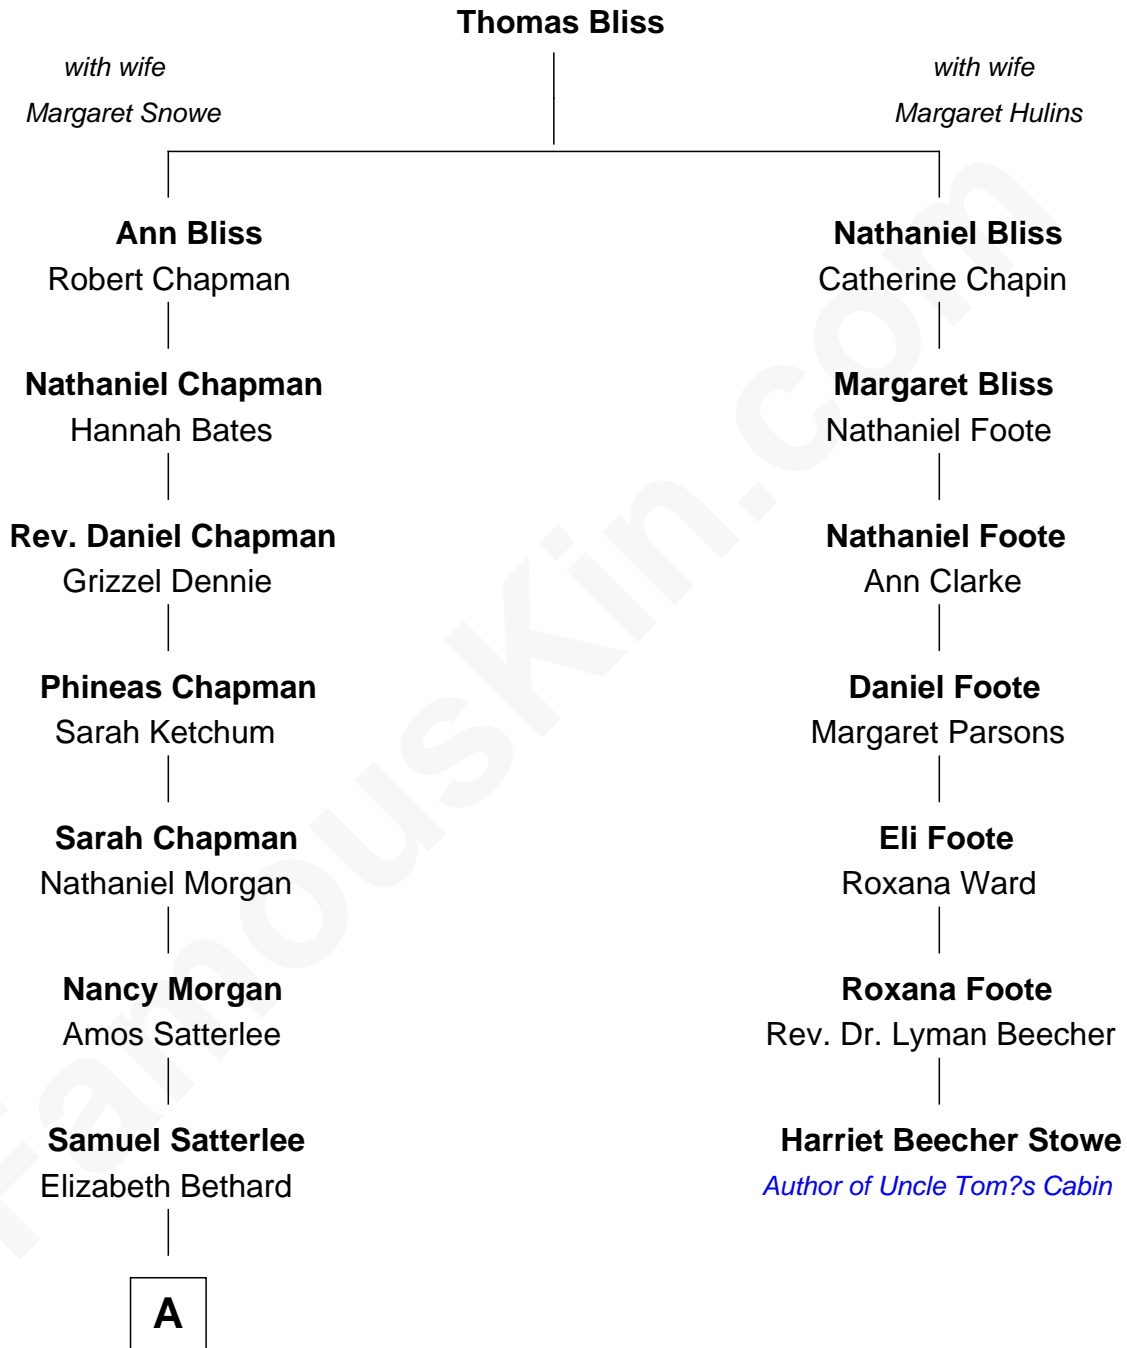 Thomas Bliss
with wife
Margaret Snowe
with wife
Margaret Hulins
Ann Bliss
Robert Chapman
Nathaniel Chapman
Hannah Bates
Rev. Daniel Chapman
Grizzel Dennie
Phineas Chapman
Sarah Ketchum
Sarah Chapman
Nathaniel Morgan
Nancy Morgan
Amos Satterlee
Samuel Satterlee
Elizabeth Bethard
A
Nathaniel Bliss
Catherine Chapin
Margaret Bliss
Nathaniel Foote
Nathaniel Foote
Ann Clarke
Daniel Foote
Margaret Parsons
Eli Foote
Roxana Ward
Roxana Foote
Rev. Dr. Lyman Beecher
Harriet Beecher Stowe
Author of Uncle Tom?s Cabin
FamousKin.com